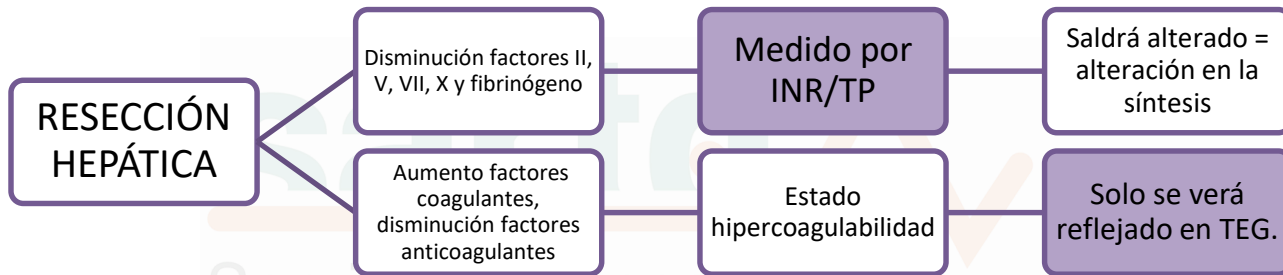 RESECCIÓN
HEPÁTICA
Disminución factores II,
V, VII, X y fibrinógeno
Medido por
INR/TP
Saldrá alterado =
alteración en la
síntesis
Aumento factores
coagulantes,
disminución factores
anticoagulantes
Estado
hipercoagulabilidad
Solo se verá
reflejado en TEG.